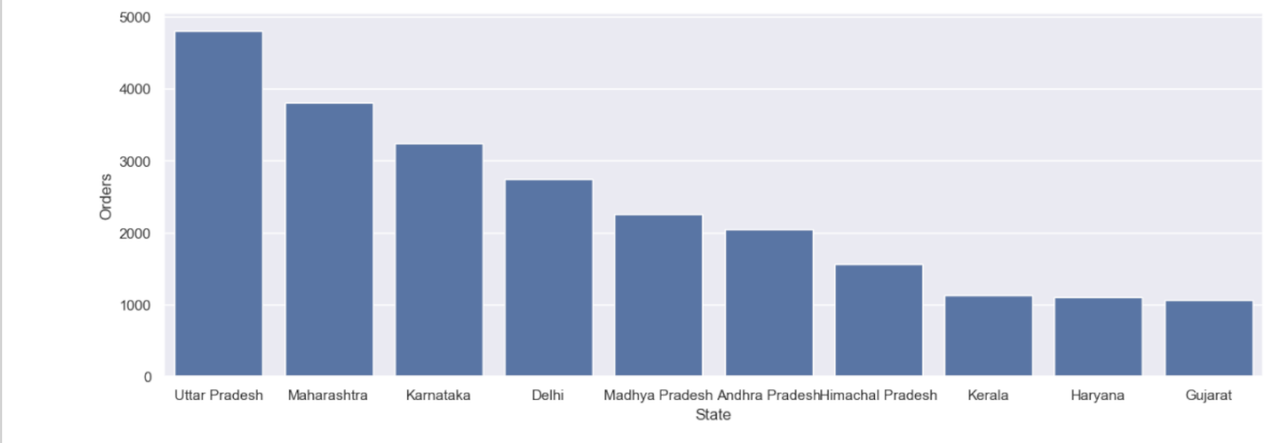 5000
4000
3000
2000
1000
0
Orders
Uttar Pradesh Maharashtra Karnataka Delhi Madhya Pradesh Andhra Pradesh Himachal Pradesh Kerala Haryana Gujarat
State